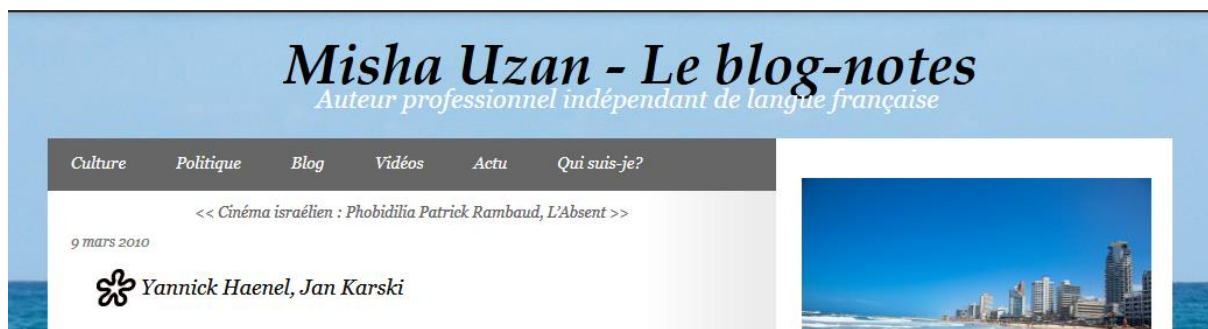 Misha Uzan - Le blog-notes
Auteur professionnel indépendant de langue française
Culture Politique Blog Vidéos Actu Qui suis-je?
<< Cinéma israélien : Phobidilia Patrick Rambaud, L’Absent >>
9 mars 2010
Yannick Haenel, Jan Karski